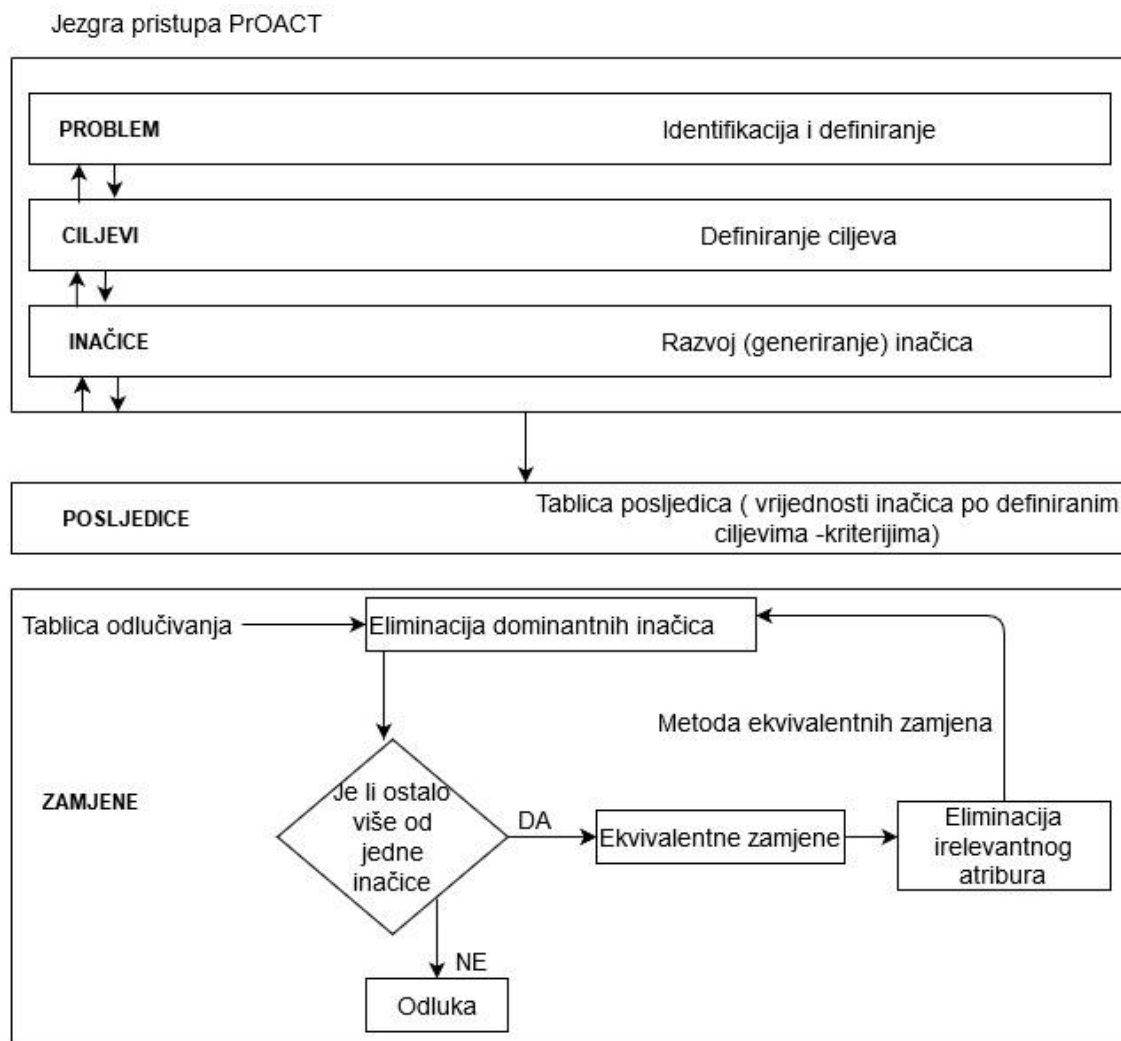 Jezgra pristupa PrOACT
PROBLEM
Identifikacija i definiranje
CILJEVI
Definiranje ciljeva
INAČICE
Razvoj (generiranje) inačica
POSLJEDICE
Tablica posljedica ( vrijednosti inačica po definiranim
ciljevima -kriterijima)
Tablica odlučivanja
Eliminacija dominantnih inačica
Metoda ekvivalentnih zamjena
ZAMJENE
Je li ostalo
više od
jedne
inačice
DA
Ekvivalentne zamjene
Eliminacija
irelevantnog
atribura
NE
Odluka